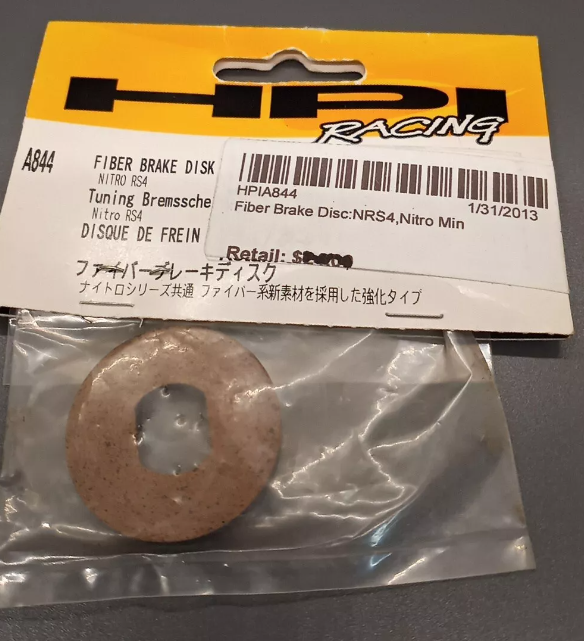 HPI
RACING
A844
FIBER BRAKE DISK
NITRO RS4
Tuning Bremssche
Nitro RS4
DISQUE DE FREIN
HPIA844
1/31/2013
Fiber Brake Disc:NRS4,Nitro Min
.Retail: $
ファイバーブレーキディスク
ナイトロシリーズ共通 ファイバー系新素材を採用した強化タイプ